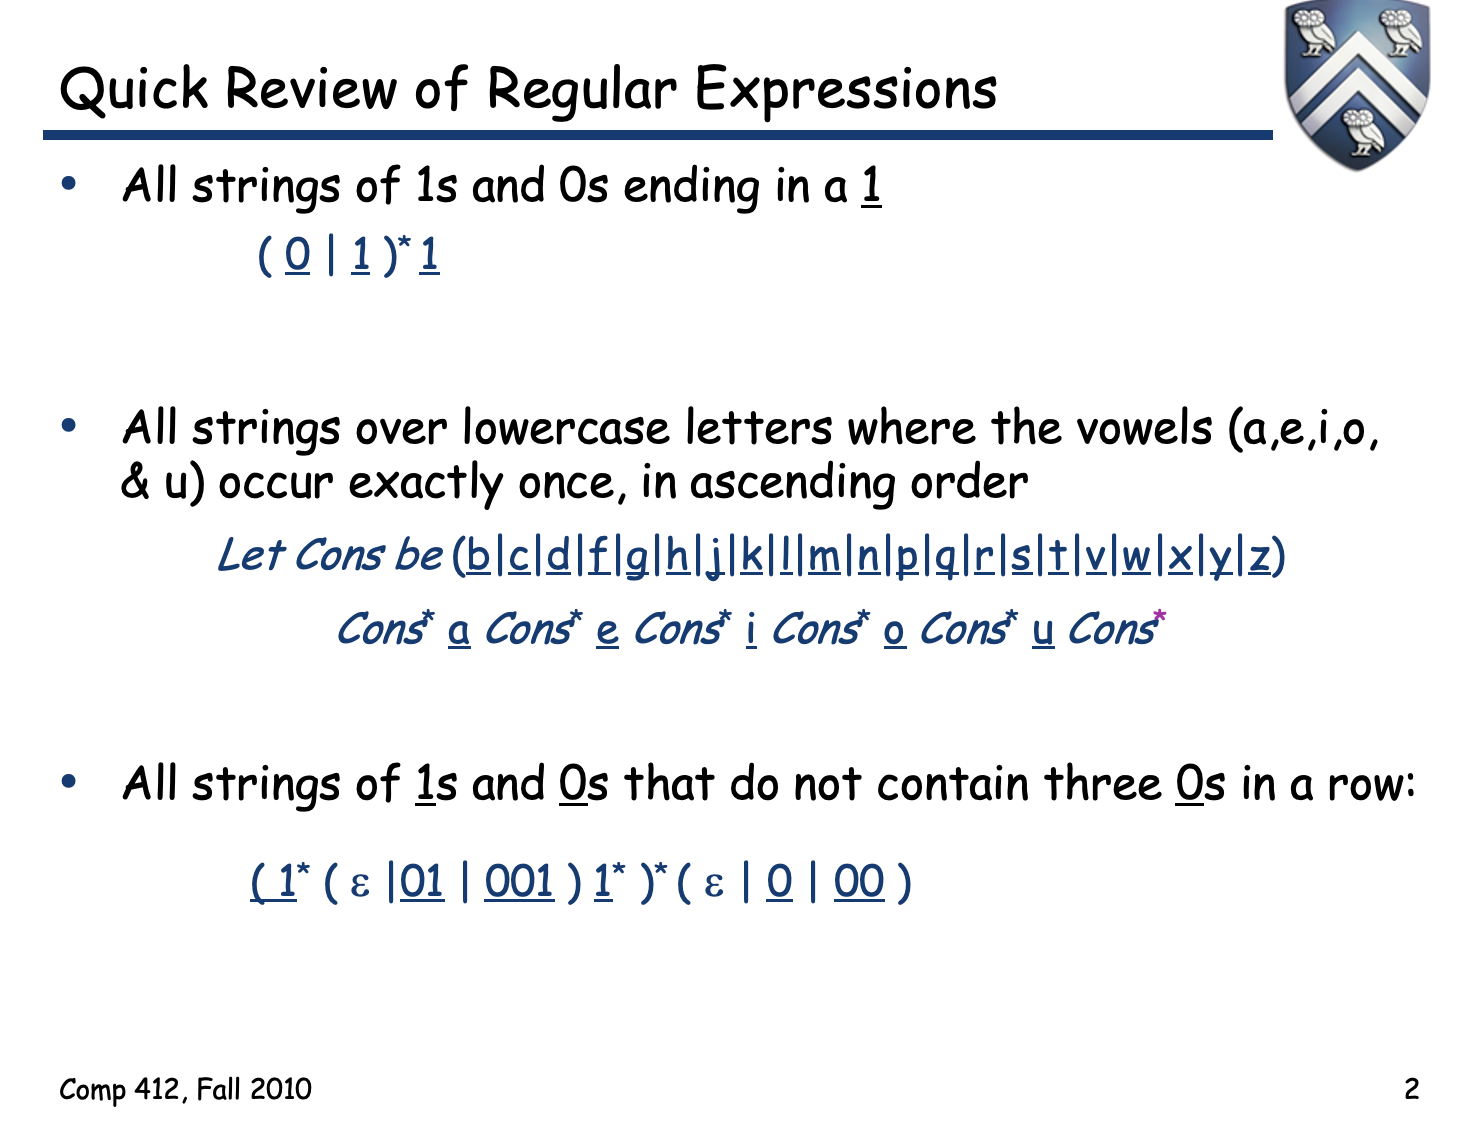 Quick Review of Regular Expressions
• All strings of 1s and 0s ending in a 1
( 0 | 1 )* 1
• All strings over lowercase letters where the vowels (a,e,i,o,
& u) occur exactly once, in ascending order
Let Cons be (b|c|d|f|g|h|j|k|l|m|n|p|q|r|s|t|v|w|x|y|z)
Cons* a Cons* e Cons* i Cons* o Cons* u Cons*
• All strings of 1s and 0s that do not contain three 0s in a row:
( 1* ( ε |01 | 001 ) 1* )* ( ε | 0 | 00 )
Comp 412, Fall 2010
2